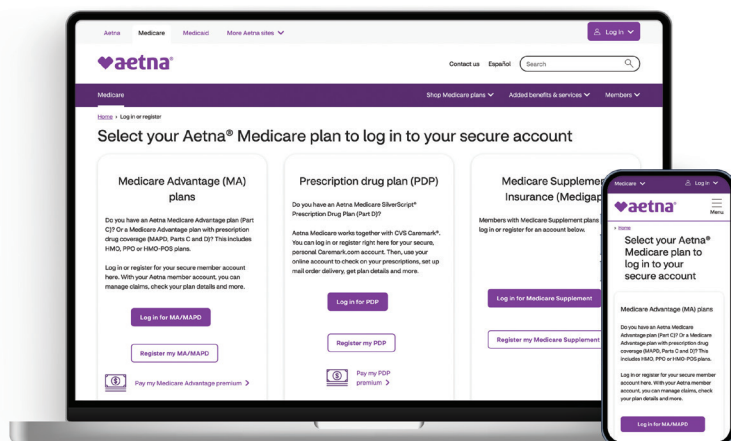 Aetna Medicare Medicaid More Aetna sites Log in
aetna®
Contact us Español Search
Medicare Shop Medicare plans Added benefits & services Members
Home › Log in or register
Select your Aetna® Medicare plan to log in to your secure account
Medicare Advantage (MA)
plans
Do you have an Aetna Medicare Advantage plan (Part
C)? Or a Medicare Advantage plan with prescription
drug coverage (MAPD, Parts C and D)? This includes
HMO, PPO or HMO-POS plans.
Log in or register for your secure member account
here. With your Aetna member account, you can
manage claims, check your plan details and more.
Log in for MA/MAPD
Register my MA/MAPD
Pay my Medicare Advantage premium >
Prescription drug plan (PDP)
Do you have an Aetna Medicare SilverScript®
Prescription Drug Plan (Part D)?
Aetna Medicare works together with CVS Caremark®.
You can log in or register right here for your secure,
personal Caremark.com account. Then, use your
online account to check on your prescriptions, set up
mail order delivery, get plan details and more.
Log in for PDP
Register my PDP
Pay my PDP
premium >
Medicare Supplement
Insurance (Medigap
Members with Medicare Supplement plans
log in or register for an account below.
Log in for Medicare Supplement
Register my Medicare Supplement
Medicare Log in
aetna®
Menu
‹ Home
Select your Aetna®
Medicare plan to
log in to your
secure account
Medicare Advantage (MA) plans
Do you have an Aetna Medicare
Advantage plan (Part C)? Or a Medicare
Advantage plan with prescription drug
coverage (MAPD, Parts C and D)? This
includes HMO, PPO or HMO-POS plans.
Log in or register for your secure member
account here. With your Aetna member
account, you can manage claims, check
your plan details and more.
Log in for MA/MAPD